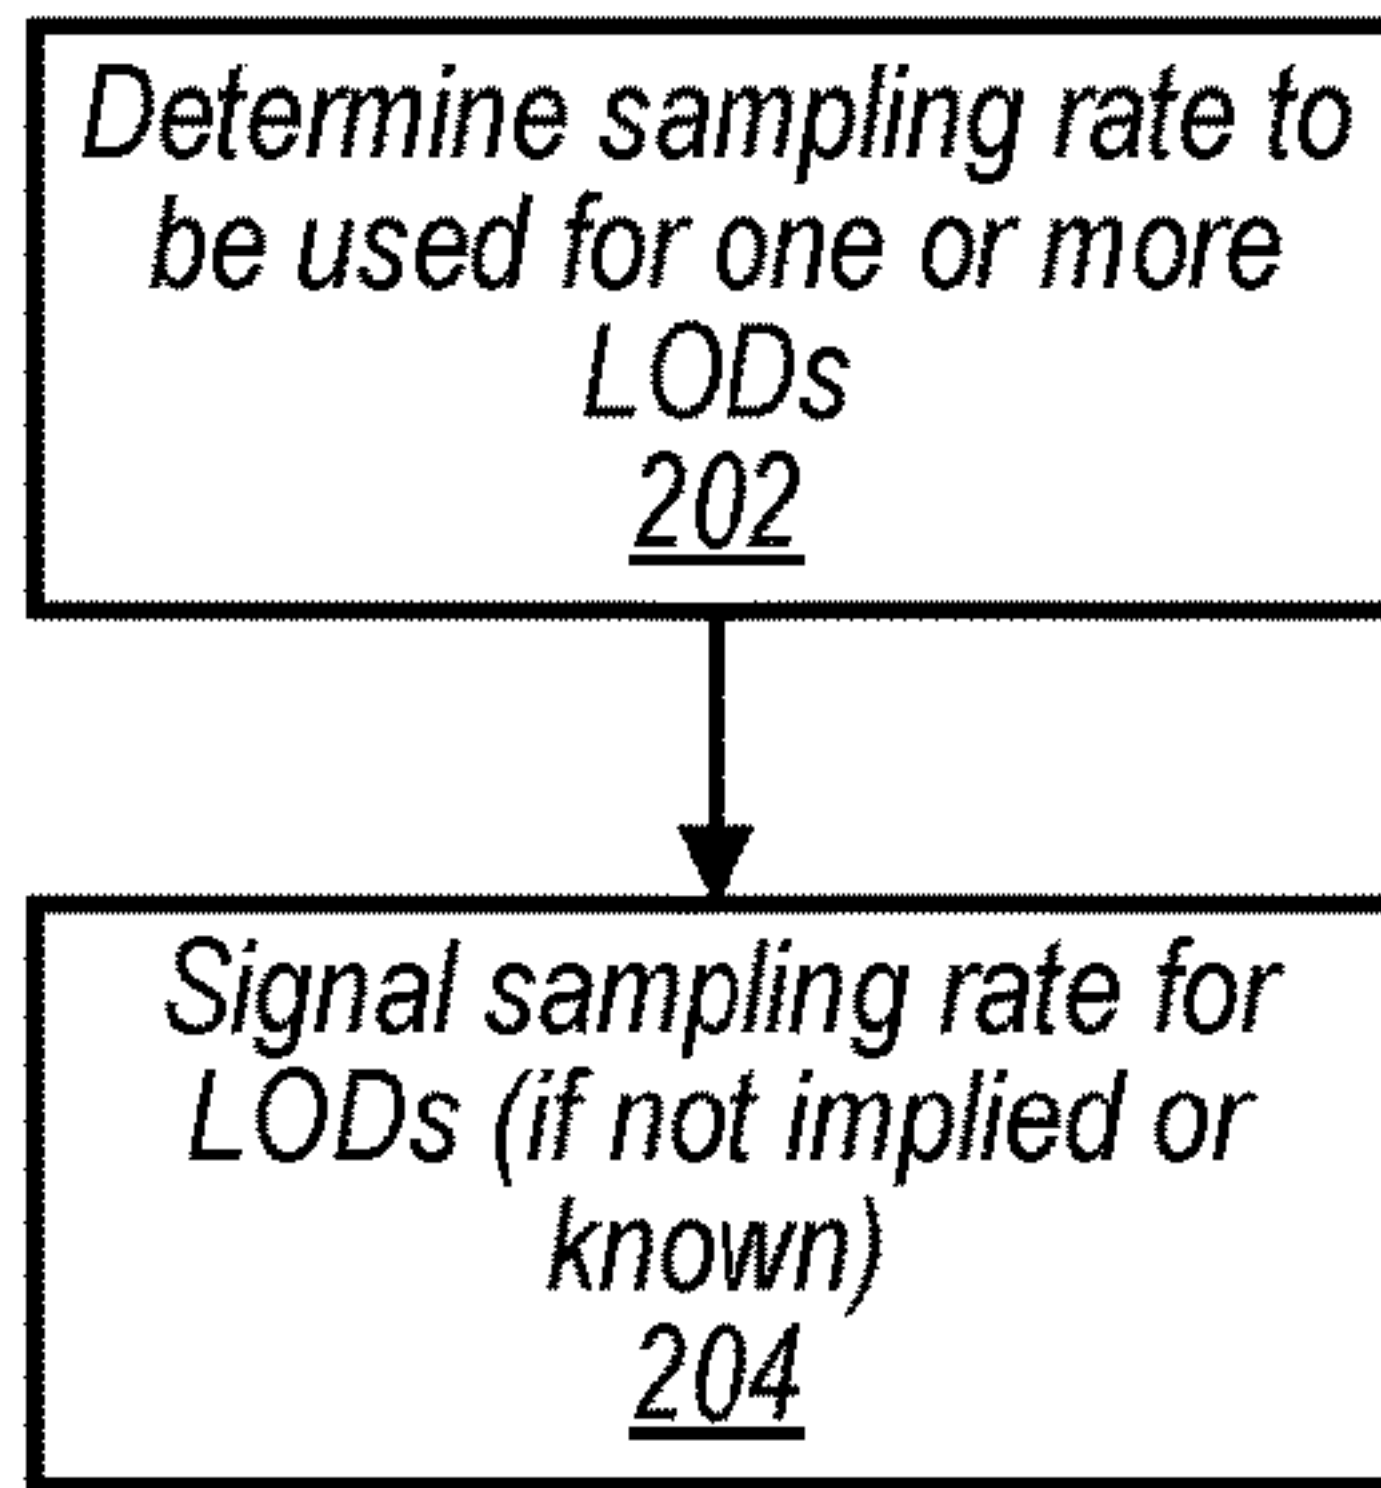 Determine sampling rate to
be used for one or more
LODs
202
Signal sampling rate for
LODs (if not implied or
known)
204